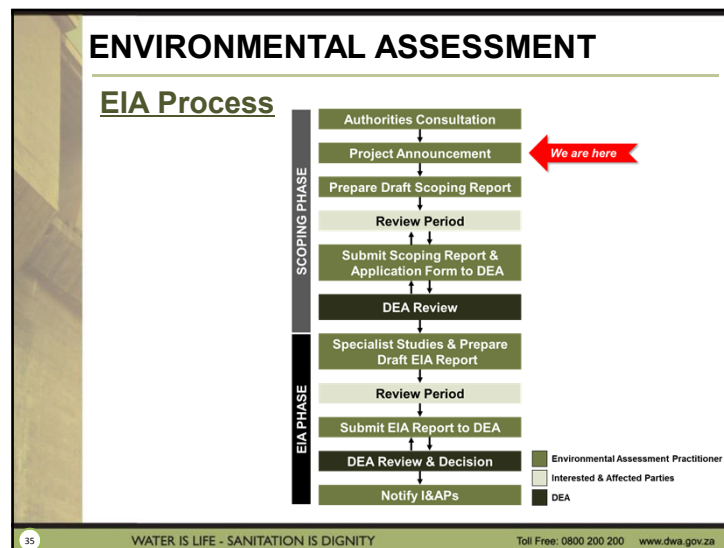 ENVIRONMENTAL ASSESSMENT
EIA Process
SCOPING PHASE
Authorities Consultation
Project Announcement
We are here
Prepare Draft Scoping Report
Review Period
Submit Scoping Report &
Application Form to DEA
DEA Review
EIA PHASE
Specialist Studies & Prepare
Draft EIA Report
Review Period
Submit EIA Report to DEA
DEA Review & Decision
Notify I&APs
Environmental Assessment Practitioner
Interested & Affected Parties
DEA
35
WATER IS LIFE - SANITATION IS DIGNITY
Toll Free: 0800 200 200 www.dwa.gov.za